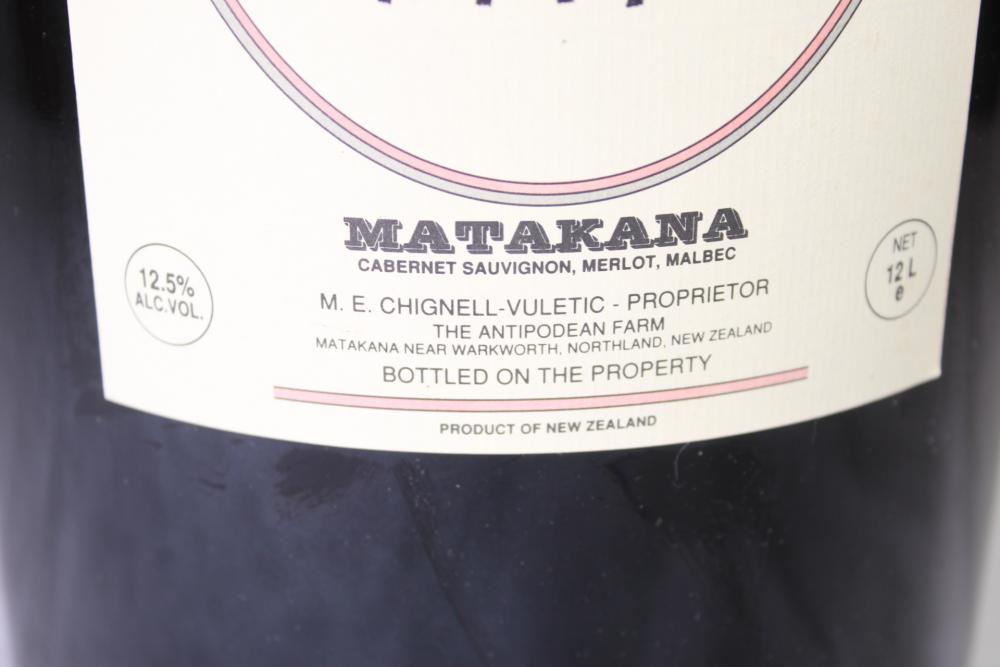 MATAKANA
CABERNET SAUVIGNON, MERLOT, MALBEC
12.5%
ALC.VOL.
NET
12 L
e
M. E. CHIGNELL-VULETIC - PROPRIETOR
THE ANTIPODEAN FARM
MATAKANA NEAR WARKWORTH, NORTHLAND, NEW ZEALAND
BOTTLED ON THE PROPERTY
PRODUCT OF NEW ZEALAND